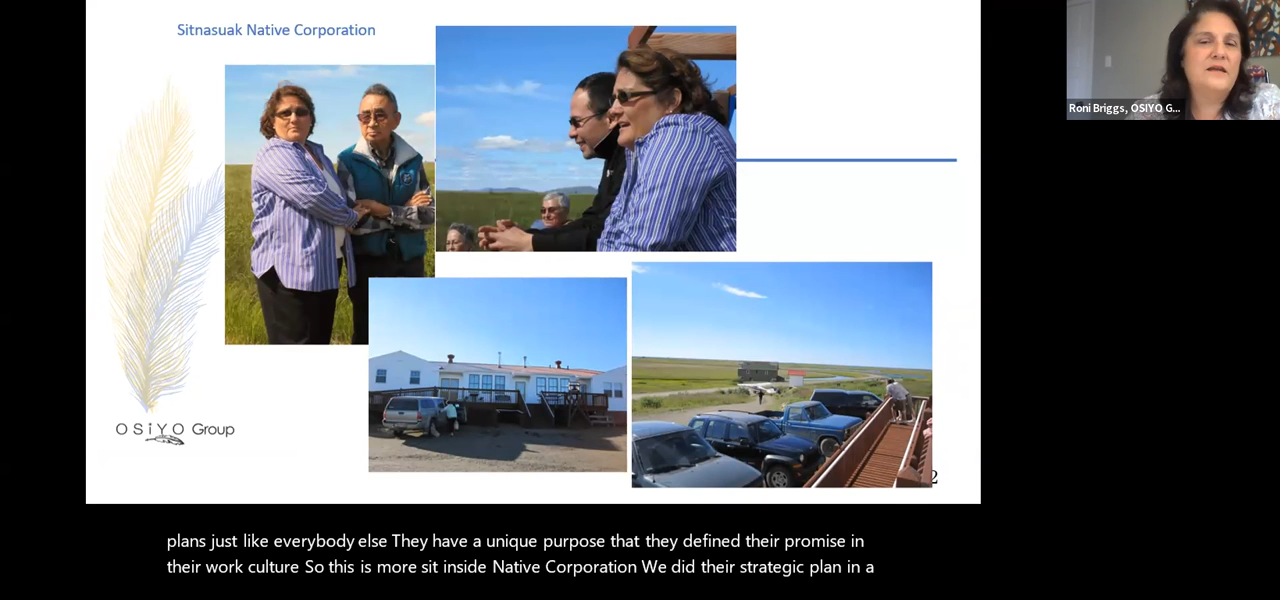 Sitnasuak Native Corporation
Roni Briggs, OSIYO G...
OSiYO Group
2
plans just like everybody else They have a unique purpose that they defined their promise in
their work culture So this is more sit inside Native Corporation We did their strategic plan in a